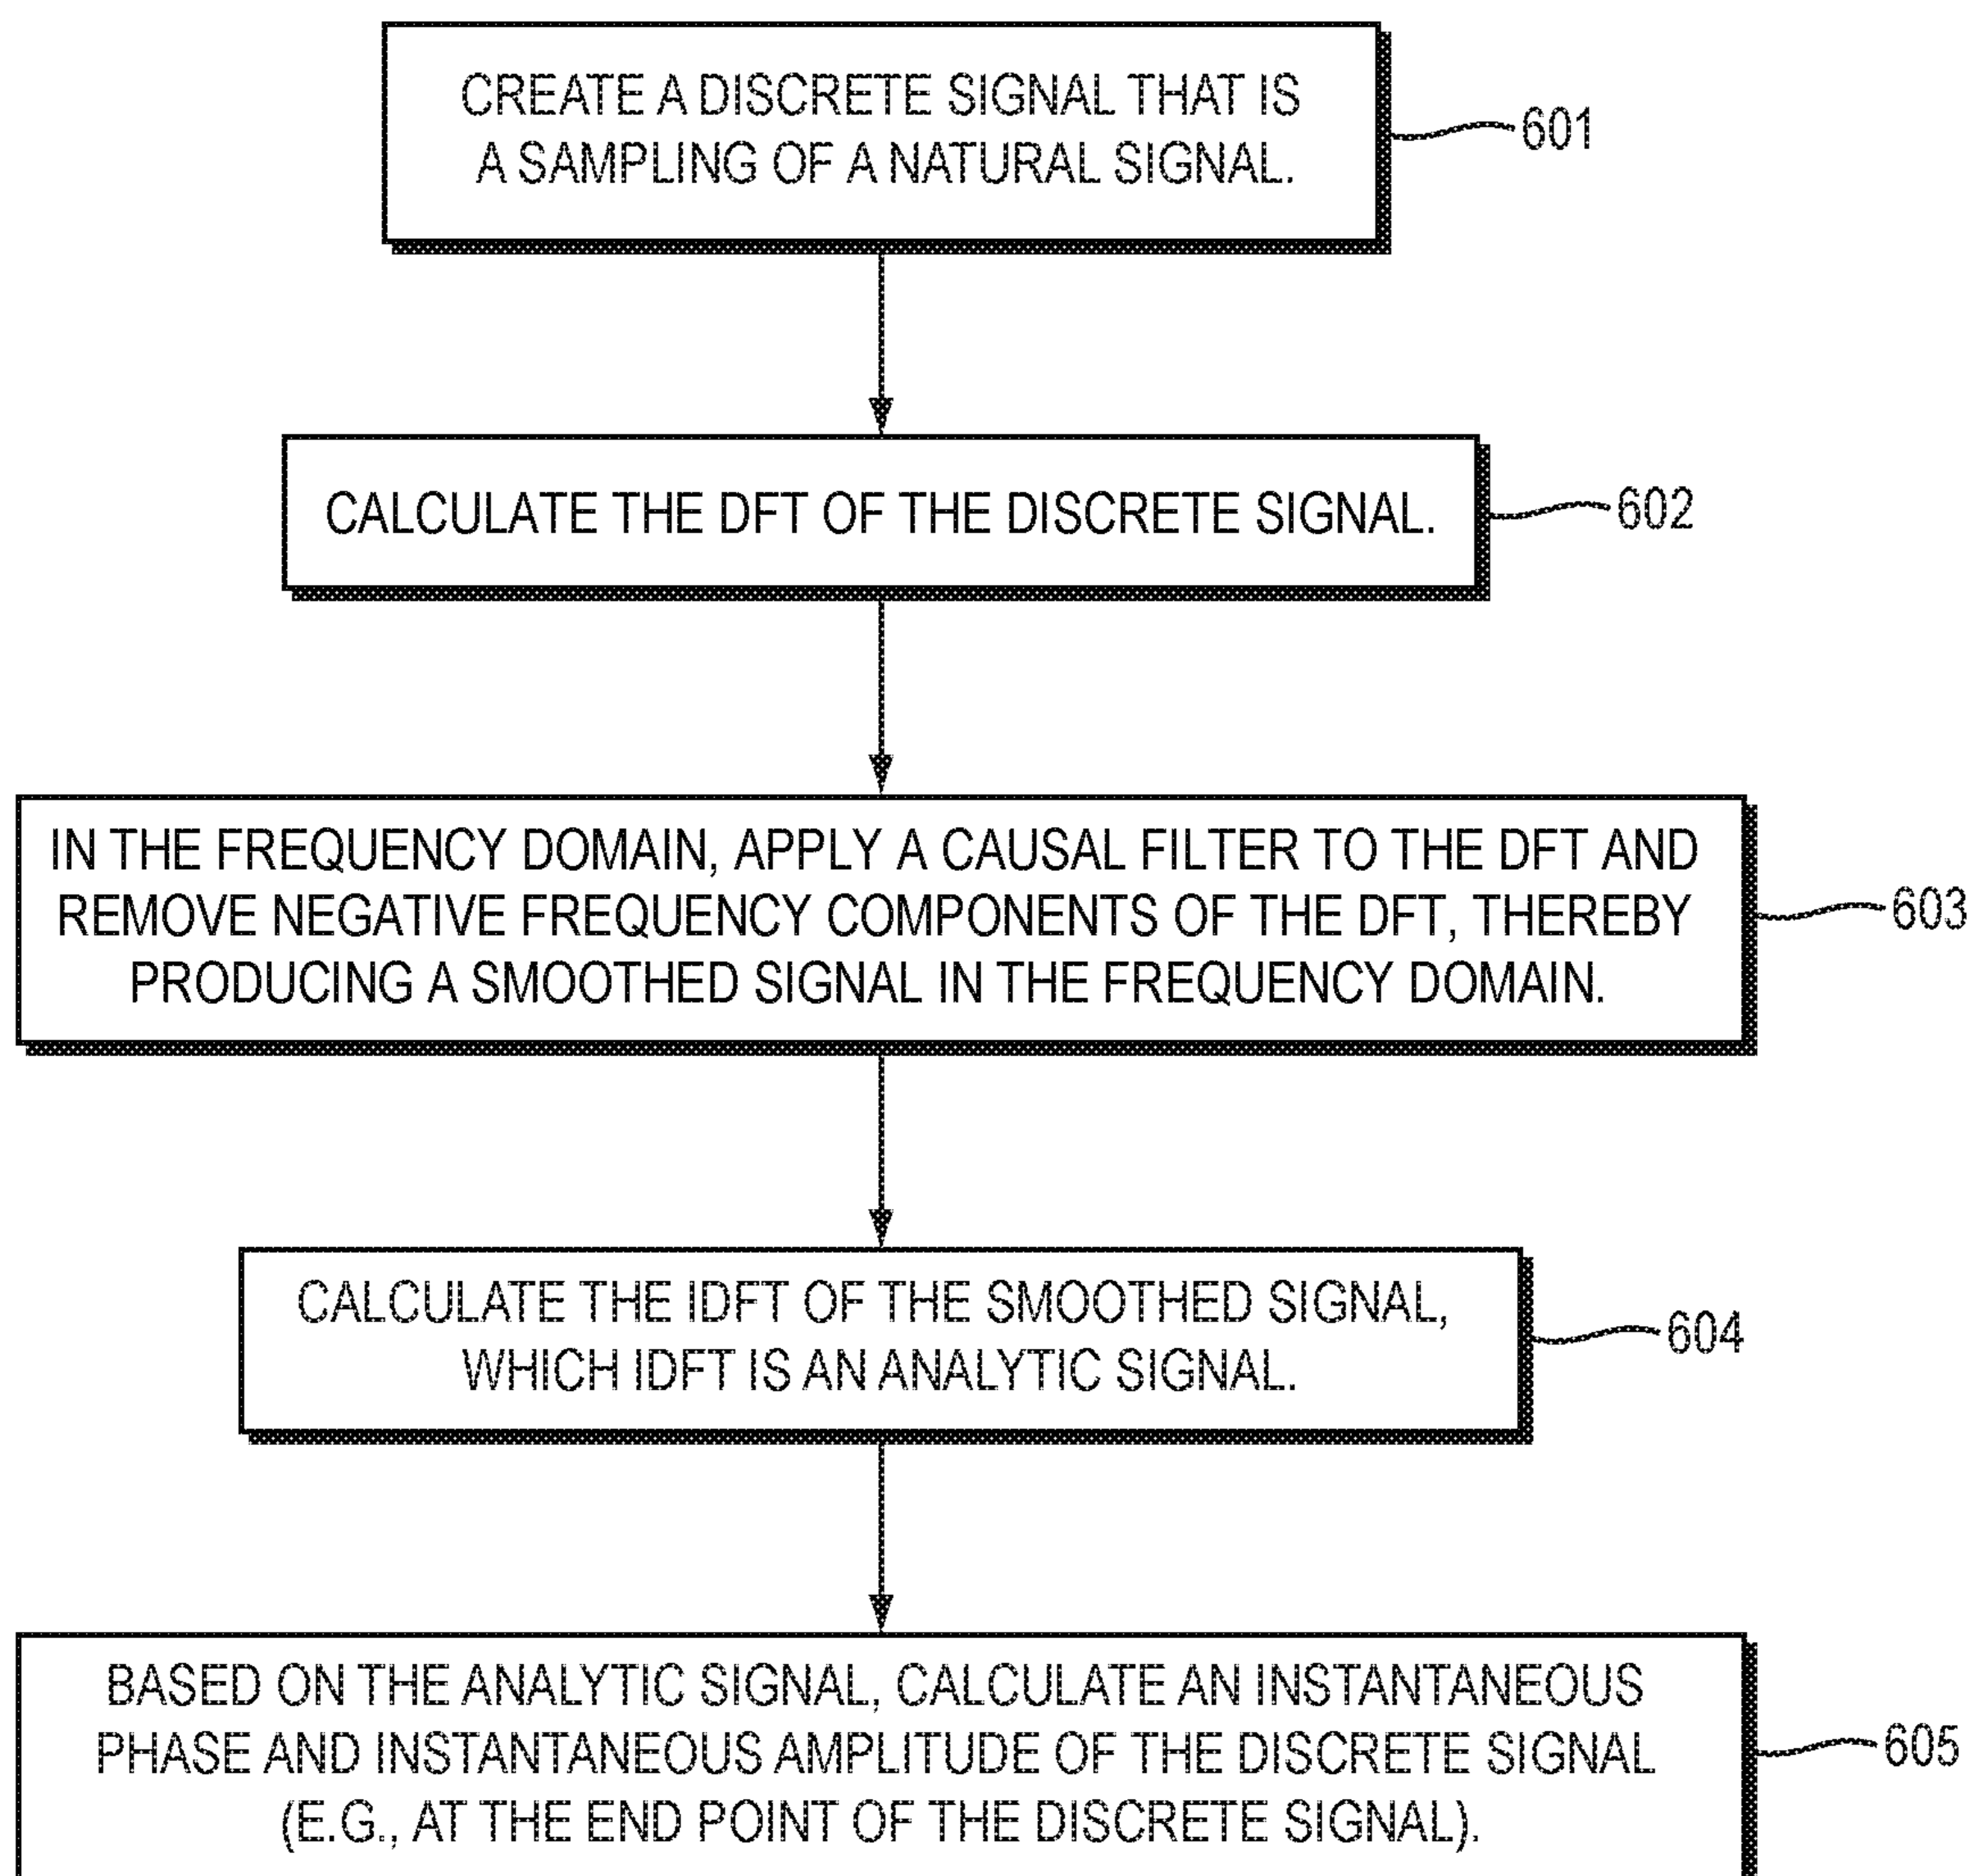 CREATE A DISCRETE SIGNAL THAT IS
A SAMPLING OF A NATURAL SIGNAL.
601
CALCULATE THE DFT OF THE DISCRETE SIGNAL.
602
IN THE FREQUENCY DOMAIN, APPLY A CAUSAL FILTER TO THE DFT AND
REMOVE NEGATIVE FREQUENCY COMPONENTS OF THE DFT, THEREBY
PRODUCING A SMOOTHED SIGNAL IN THE FREQUENCY DOMAIN.
603
CALCULATE THE IDFT OF THE SMOOTHED SIGNAL,
WHICH IDFT IS AN ANALYTIC SIGNAL.
604
BASED ON THE ANALYTIC SIGNAL, CALCULATE AN INSTANTANEOUS
PHASE AND INSTANTANEOUS AMPLITUDE OF THE DISCRETE SIGNAL
(E.G., AT THE END POINT OF THE DISCRETE SIGNAL).
605